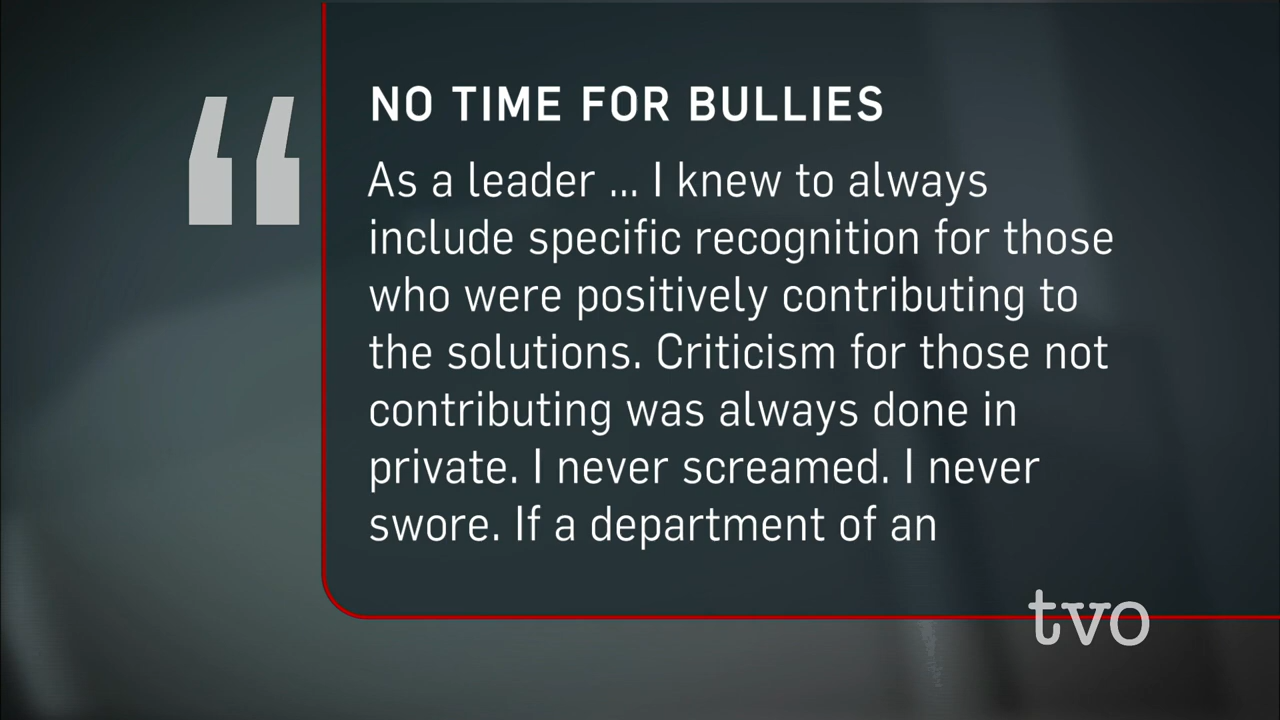 “
NO TIME FOR BULLIES
As a leader ... I knew to always
include specific recognition for those
who were positively contributing to
the solutions. Criticism for those not
contributing was always done in
private. I never screamed. I never
swore. If a department of an
tvo